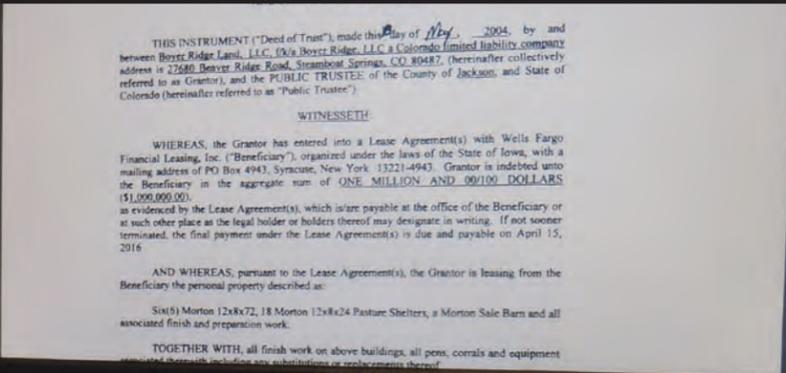 THIS INSTRUMENT ("Deed of Trust"), made this day of May, 2004, by and
between Boyer Ridge Land, LLC, f/k/a Boyer Ridge, LLC a Colorado limited liability company
address is 27680 Beaver Ridge Road, Steamboat Springs, CO 80487, (hereinafter collectively
referred to as Grantor), and the PUBLIC TRUSTEE of the County of Jackson, and State of
Colorado (hereinafter referred to as "Public Trustee")
WITNESSETH
WHEREAS, the Grantor has entered into a Lease Agreement(s) with Wells Fargo
Financial Leasing, Inc. ("Beneficiary"), organized under the laws of the State of Iowa, with a
mailing address of PO Box 4943, Syracuse, New York 13221-4943. Grantor is indebted unto
the Beneficiary in the aggregate sum of ONE MILLION AND 00/100 DOLLARS
($1,000,000.00),
as evidenced by the Lease Agreement(s), which is/are payable at the office of the Beneficiary or
at such other place as the legal holder or holders thereof may designate in writing. If not sooner
terminated, the final payment under the Lease Agreement(s) is due and payable on April 15,
2016
AND WHEREAS, pursuant to the Lease Agreement(s), the Grantor is leasing from the
Beneficiary the personal property described as:
Six(6) Morton 12x8x72, 18 Morton 12x8x24 Pasture Shelters, a Morton Sale Barn and all
associated finish and preparation work.
TOGETHER WITH, all finish work on above buildings, all pens, corrals and equipment
associated therewith including any substitutions or replacements thereof